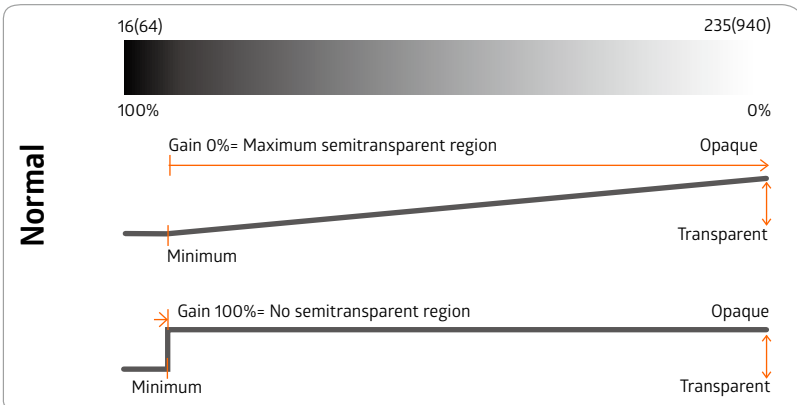 16(64)
235(940)
100%
0%
Normal
Gain 0%= Maximum semitransparent region
Opaque
Transparent
Minimum
Gain 100%= No semitransparent region
Opaque
Minimum
Transparent